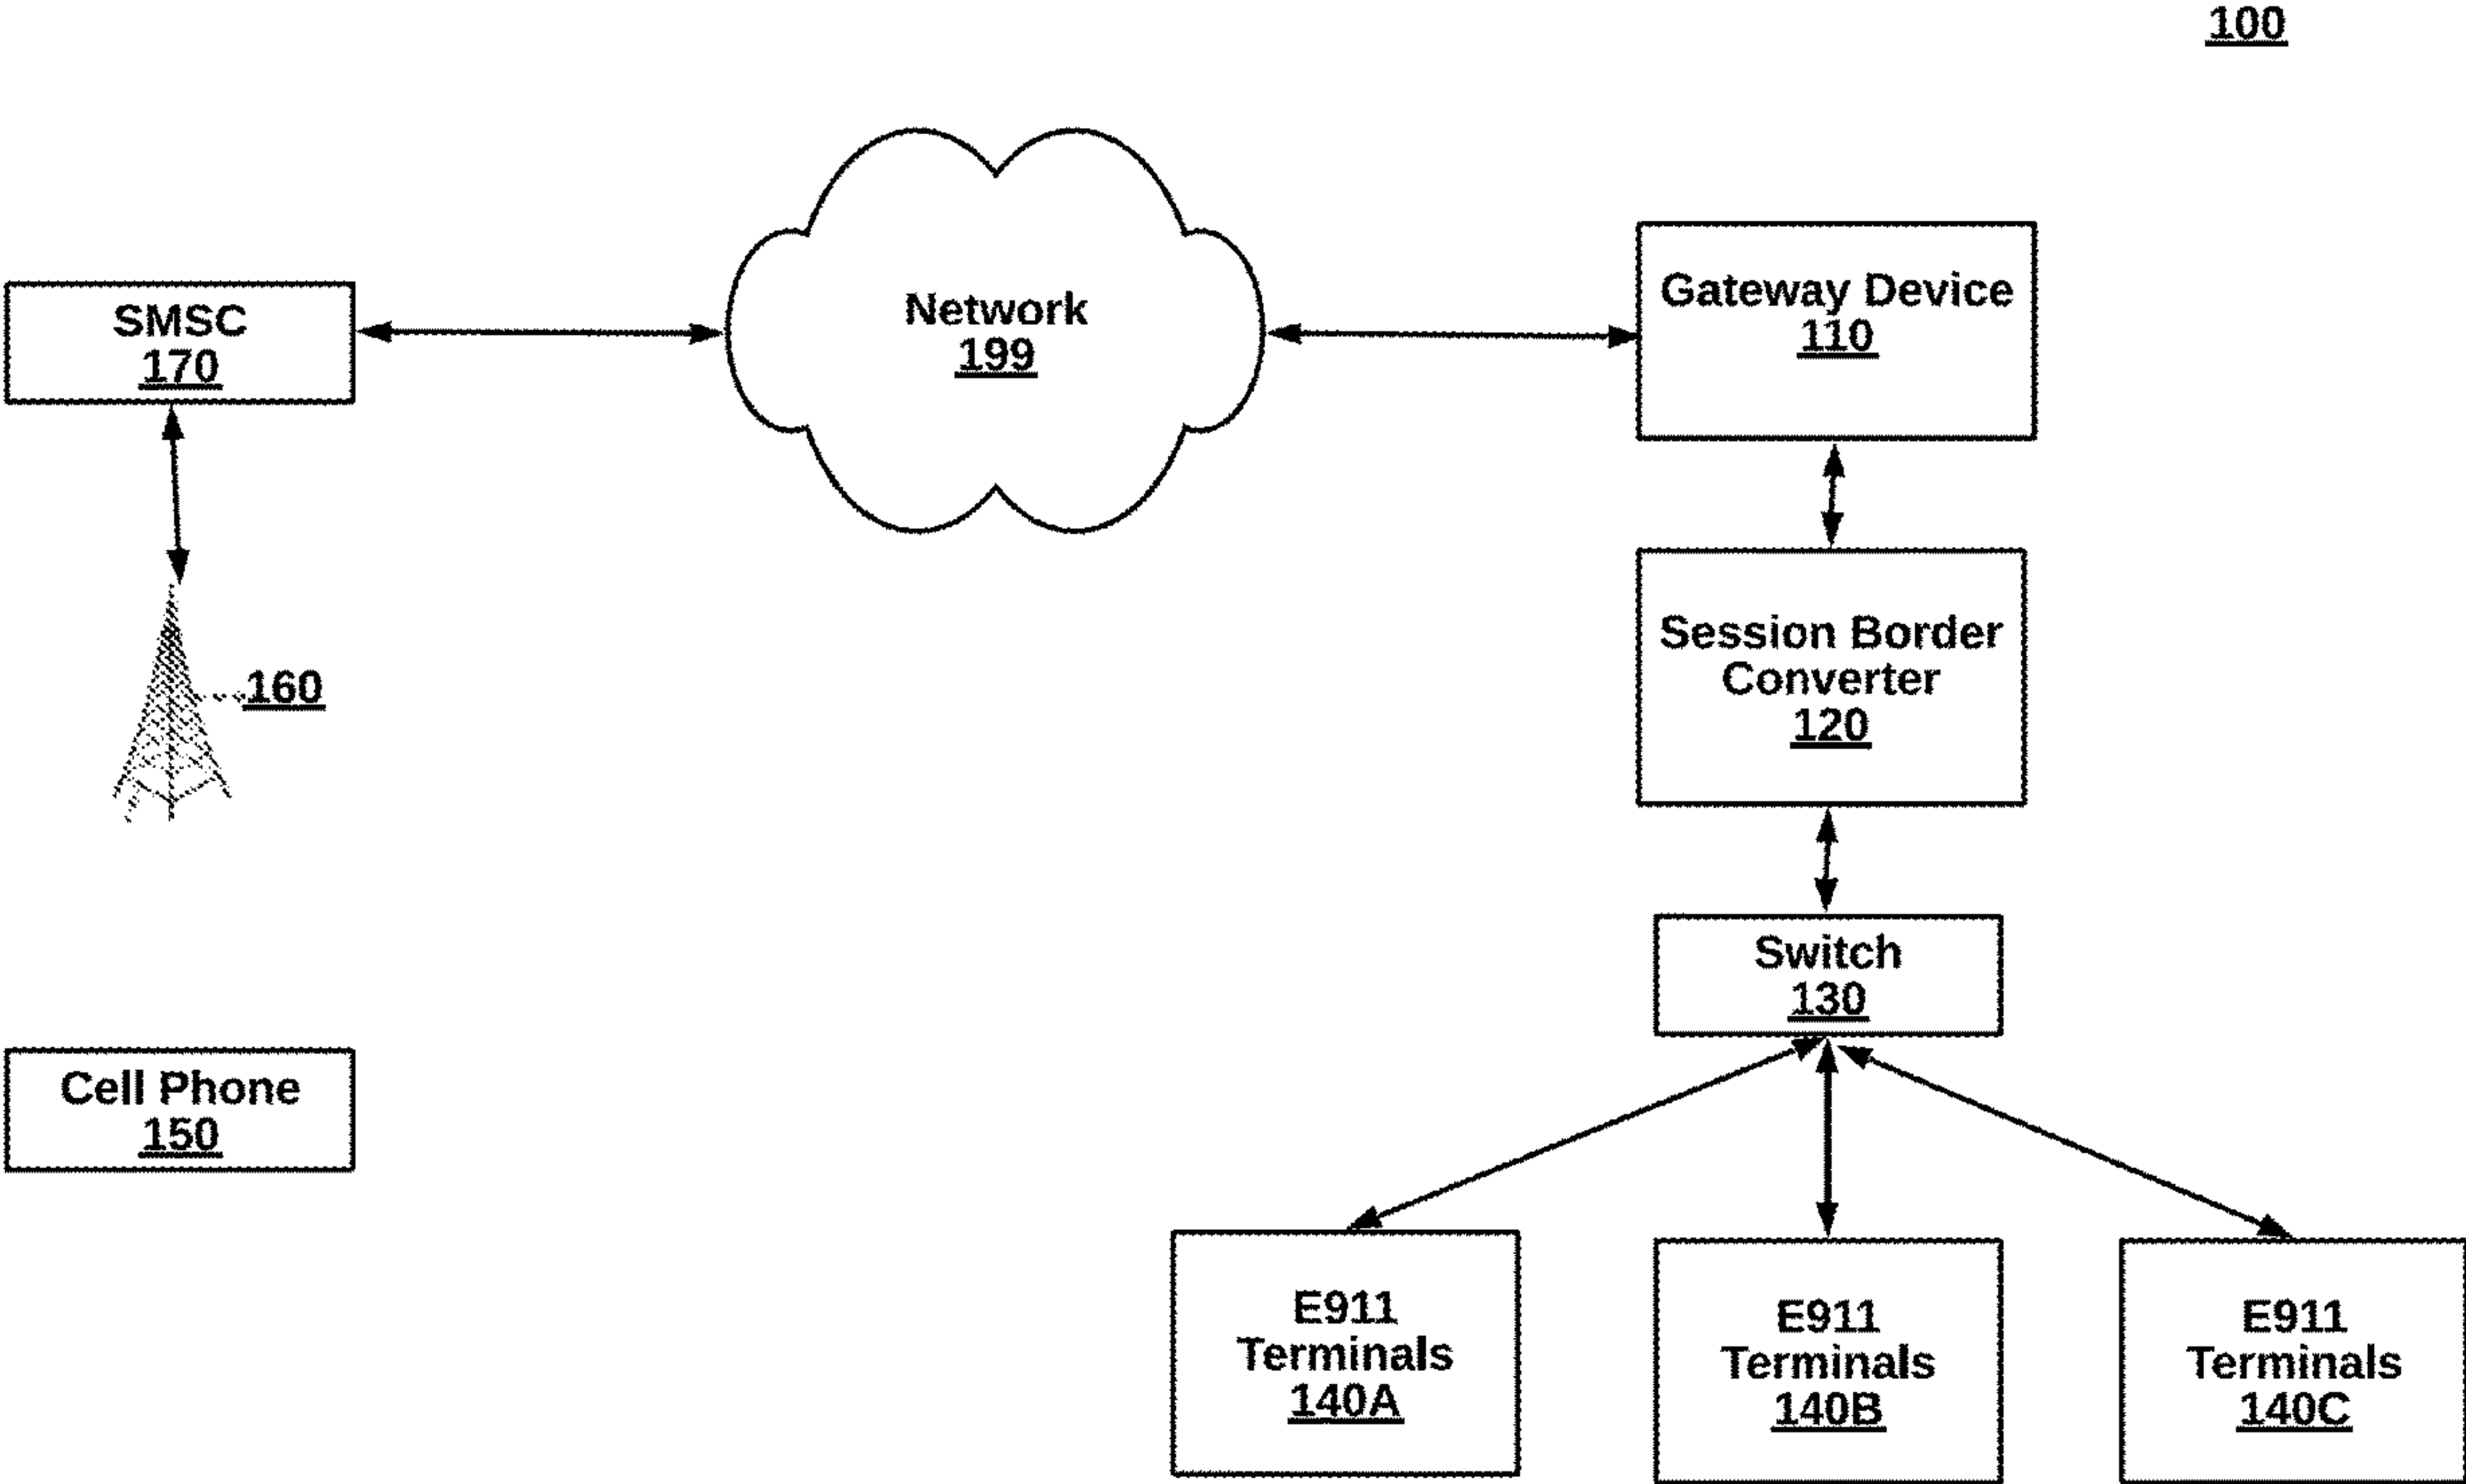 100
SMSC
170
Network
199
Gateway Device
110
160
Session Border
Converter
120
Switch
130
Cell Phone
150
E911
Terminals
140A
E911
Terminals
140B
E911
Terminals
140C